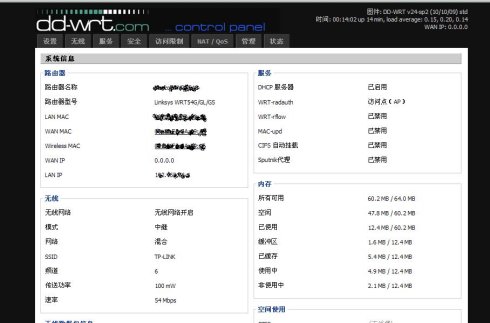 dd-wrt.com ... control panel
固件: DD-WRT v24-sp2 (10/10/09) std
时间: 00:14:02 up 14 min, load average: 0.15, 0.20, 0.14
WAN IP: 0.0.0.0
设置 无线 服务 安全 访问限制 NAT / QoS 管理 状态
系统信息
路由器
路由器名称
路由器型号 Linksys WRT54G/GL/GS
LAN MAC
WAN MAC
Wireless MAC
WAN IP 0.0.0.0
LAN IP
无线
无线网络 无线网络开启
模式 中继
网络 混合
SSID TP-LINK
频道 6
传送功率 100 mW
速率 54 Mbps
服务
DHCP 服务器 已启用
WRT-radauth 访问点 ( AP )
WRT-rflow 已禁用
MAC-upd 已禁用
CIFS 自动挂载 已禁用
Sputnik代理 已禁用
内存
所有可用 60.2 MB / 64.0 MB
空闲 47.8 MB / 60.2 MB
已使用 12.4 MB / 60.2 MB
缓冲区 1.6 MB / 12.4 MB
已缓存 5.4 MB / 12.4 MB
使用中 4.9 MB / 12.4 MB
非使用中 2.1 MB / 12.4 MB
空间使用